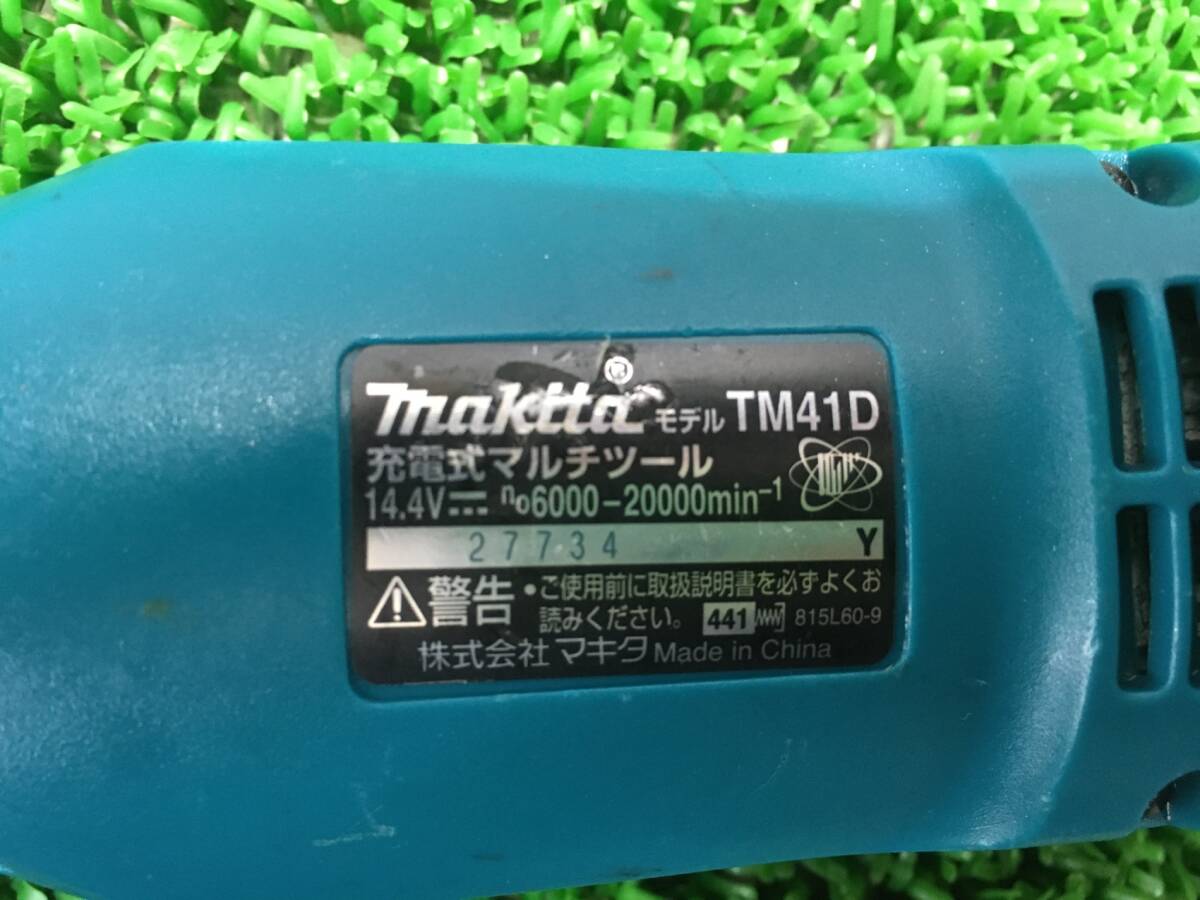 makita® モデル TM41D
充電式マルチツール
14.4V⎓ n₀6000-20000min⁻¹
27734 Y
⚠警告 ・ご使用前に取扱説明書を必ずよくお
読みください。 441 815L60-9
株式会社 マキタ Made in China